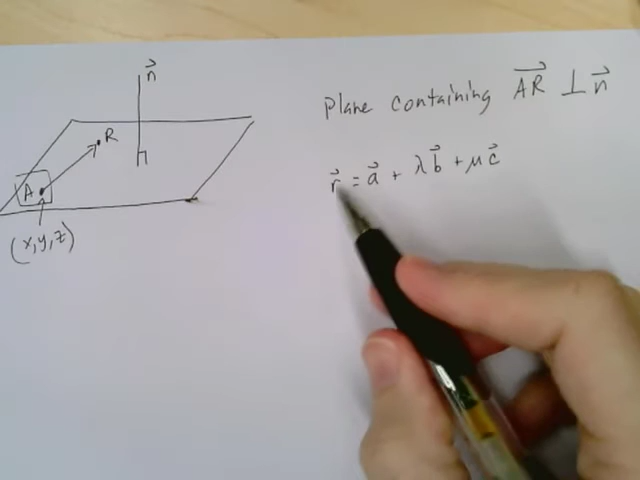 n⃗
Plane containing AR⃗ ⊥ n⃗
R
r⃗ = a⃗ + λb⃗ + μc⃗
A
(x,y,z)